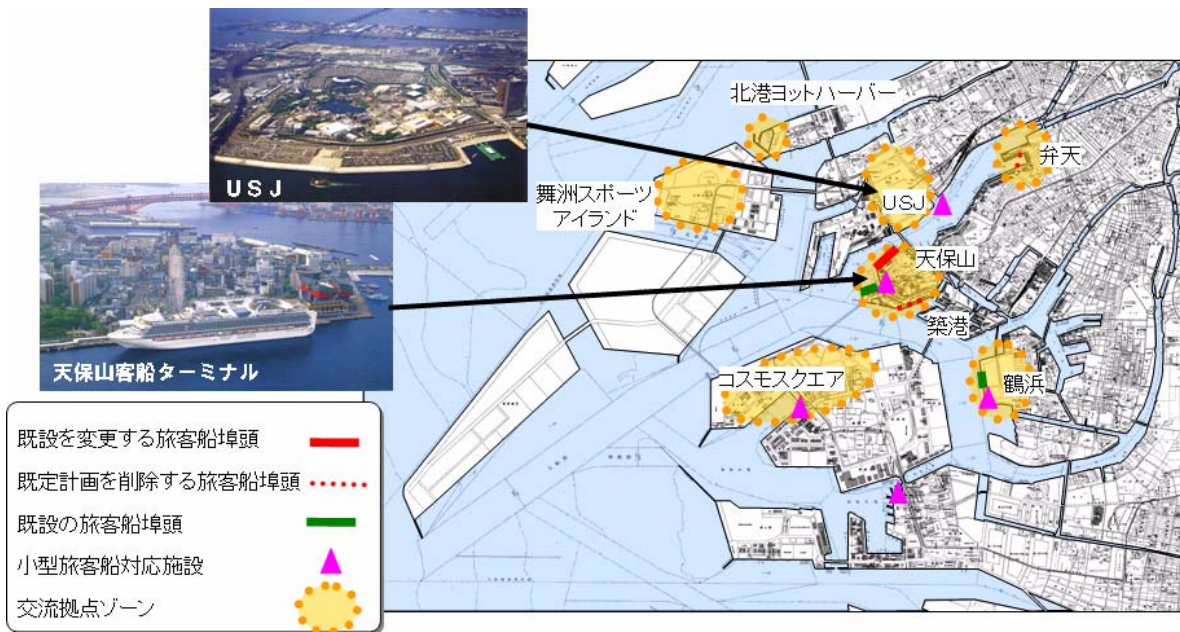 USJ
天保山客船ターミナル
北港ヨットハーバー
弁天
舞洲スポーツ
アイランド
USJ
天保山
築港
コスモスクエア
鶴浜
既設を変更する旅客船埠頭
既定計画を削除する旅客船埠頭
既設の旅客船埠頭
小型旅客船対応施設
交流拠点ゾーン